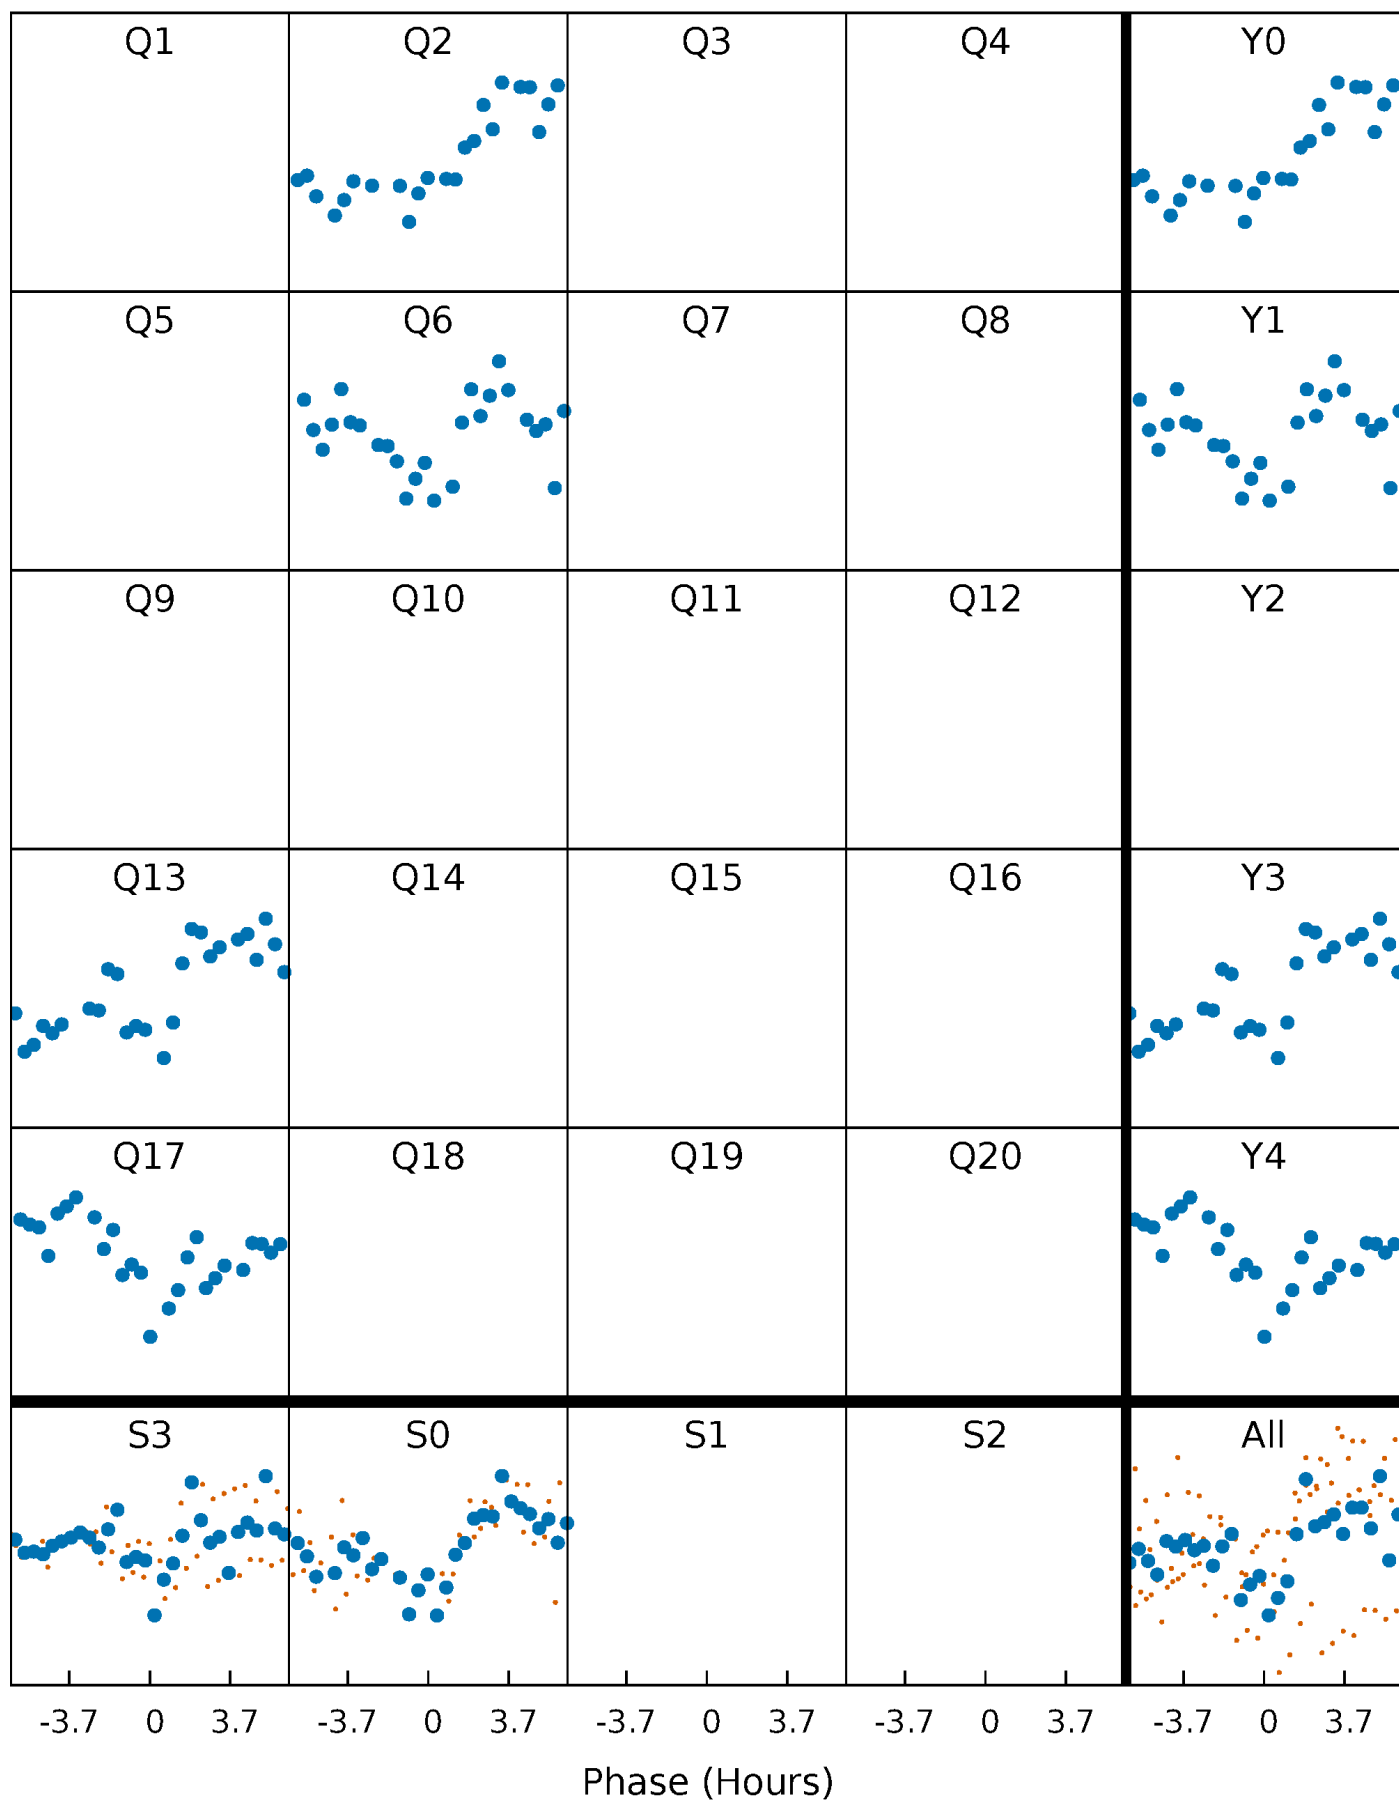 Q1 Q2 Q3 Q4 Y0
Q5 Q6 Q7 Q8 Y1
Q9 Q10 Q11 Q12 Y2
Q13 Q14 Q15 Q16 Y3
Q17 Q18 Q19 Q20 Y4
S3 S0 S1 S2 All
-3.7 0 3.7 -3.7 0 3.7 -3.7 0 3.7 -3.7 0 3.7 -3.7 0 3.7
Phase (Hours)